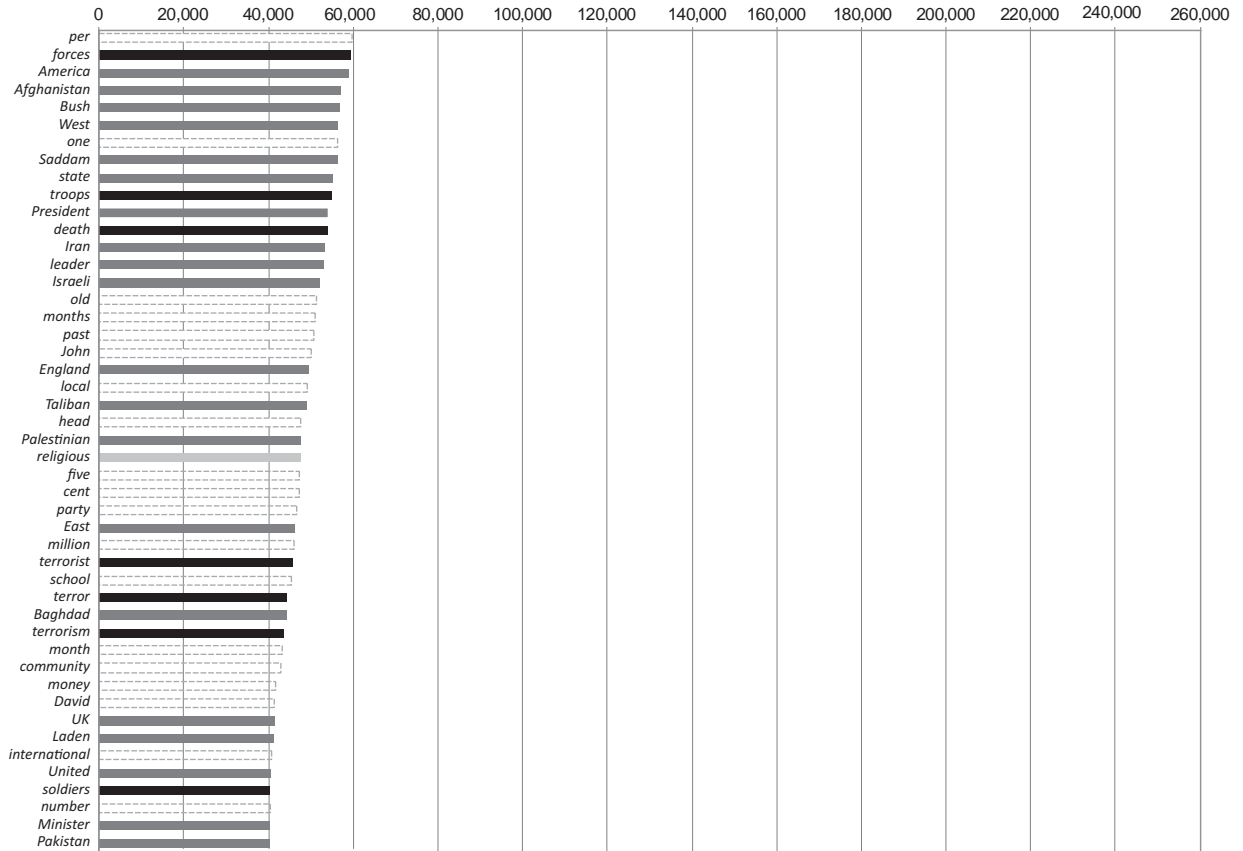 0 20,000 40,000 60,000 80,000 100,000 120,000 140,000 160,000 180,000 200,000 220,000 240,000 260,000
per
forces
America
Afghanistan
Bush
West
one
Saddam
state
troops
President
death
Iran
leader
Israeli
old
months
past
John
England
local
Taliban
head
Palestinian
religious
five
cent
party
East
million
terrorist
school
terror
Baghdad
terrorism
month
community
money
David
UK
Laden
international
United
soldiers
number
Minister
Pakistan